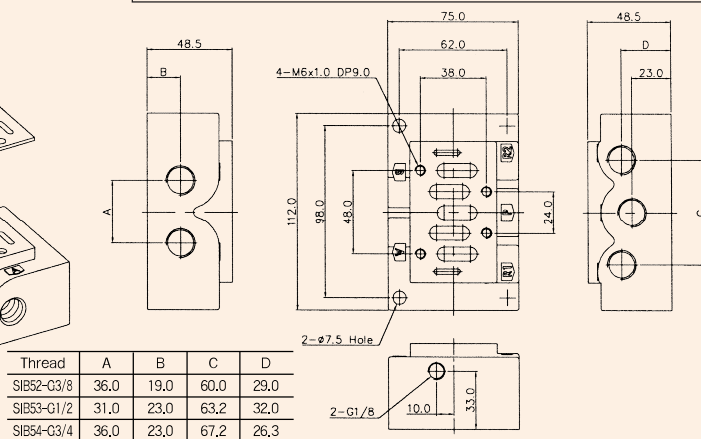 75.0
48.5
48.5
62.0
D
B
4-M6x1.0 DP9.0
38.0
23.0
R2
B
P
A
112.0
98.0
48.0
24.0
C
A
R1
A
2-ø7.5 Hole
Thread A B C D
SIB52-G3/8 36.0 19.0 60.0 29.0
SIB53-G1/2 31.0 23.0 63.2 32.0
SIB54-G3/4 36.0 23.0 67.2 26.3
2-G1/8
10.0
33.0